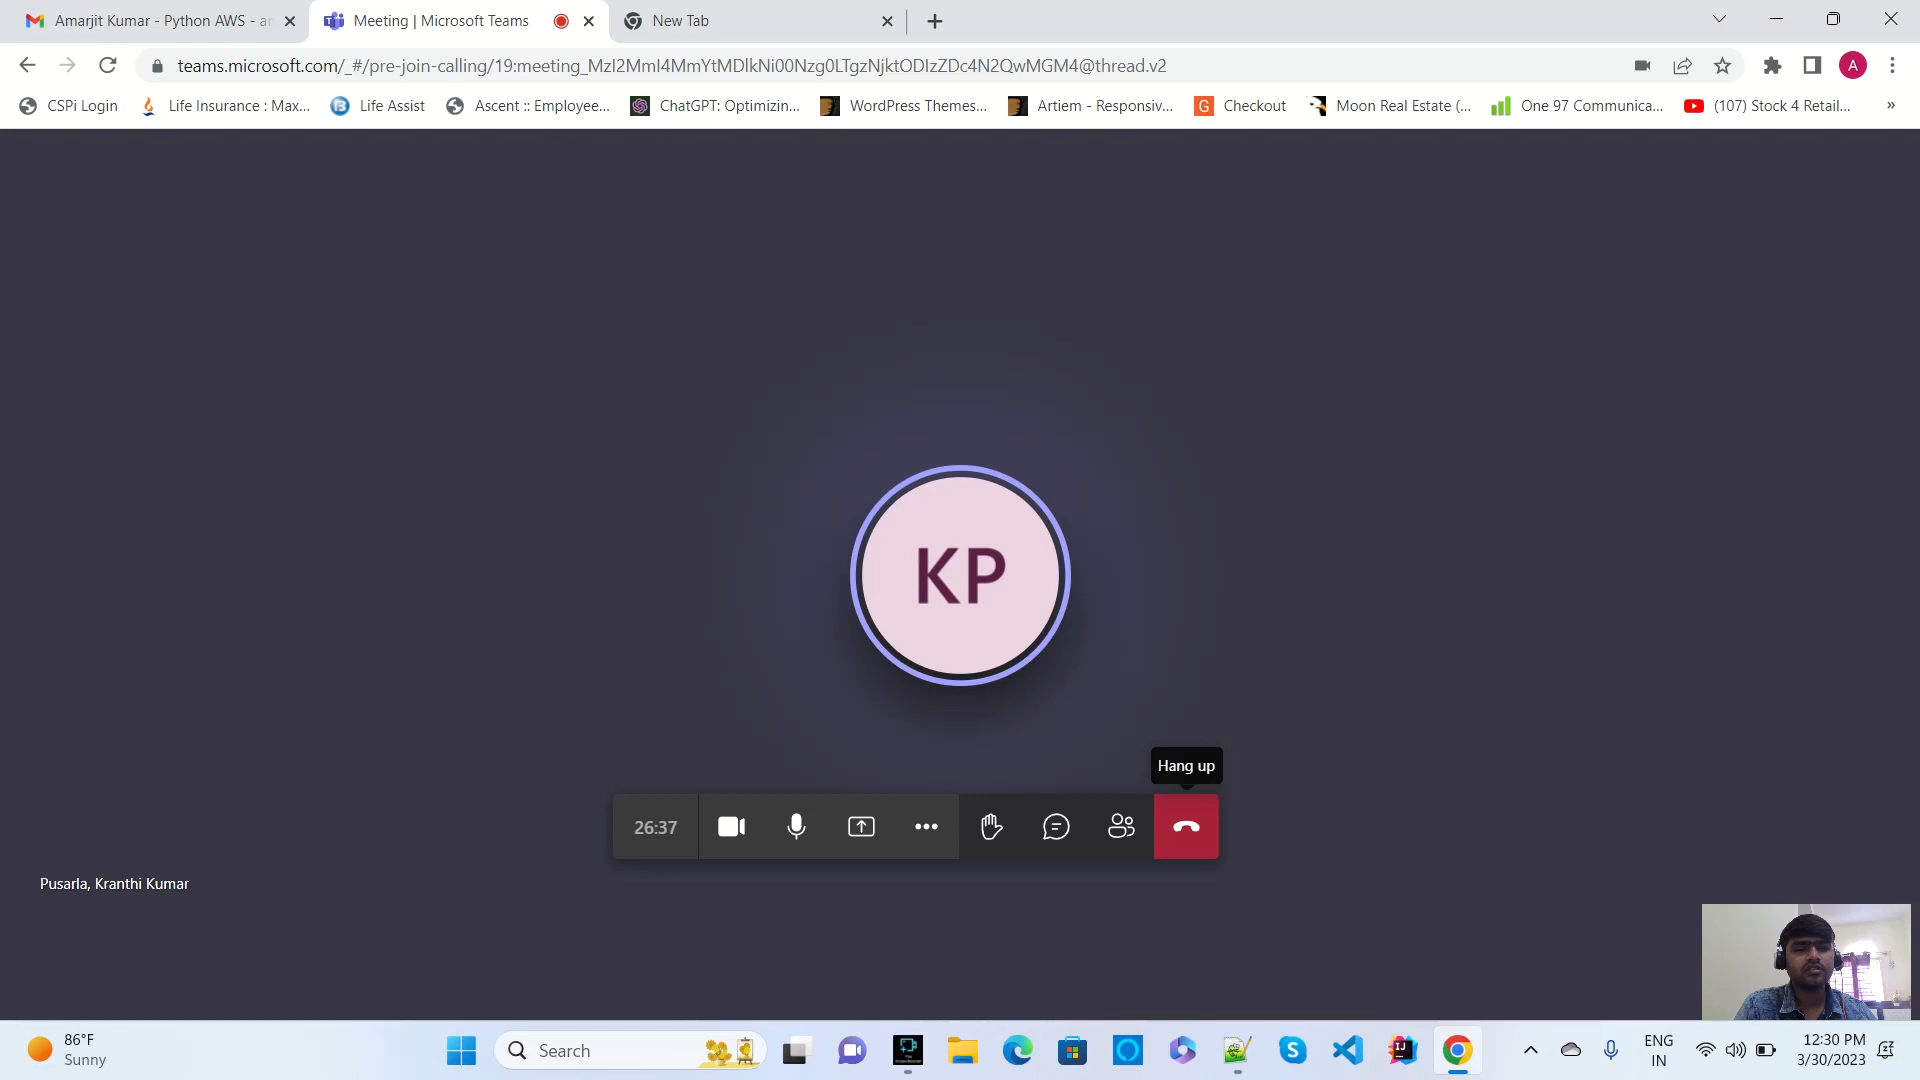 Amarjit Kumar - Python AWS - a
Meeting | Microsoft Teams
New Tab
teams.microsoft.com/_#/pre-join-calling/19:meeting_MzI2MmI4MmYtMDlkNi00Nzg0LTgzNjktODIzZDc4N2QwMGM4@thread.v2
A
CSPi Login
Life Insurance : Max...
Life Assist
Ascent :: Employee...
ChatGPT: Optimizin...
WordPress Themes...
Artiem - Responsiv...
G
Checkout
Moon Real Estate (...
One 97 Communica...
(107) Stock 4 Retail...
»
KP
Hang up
26:37
Pusarla, Kranthi Kumar
86°F
Sunny
Search
ENG
IN
12:30 PM
3/30/2023